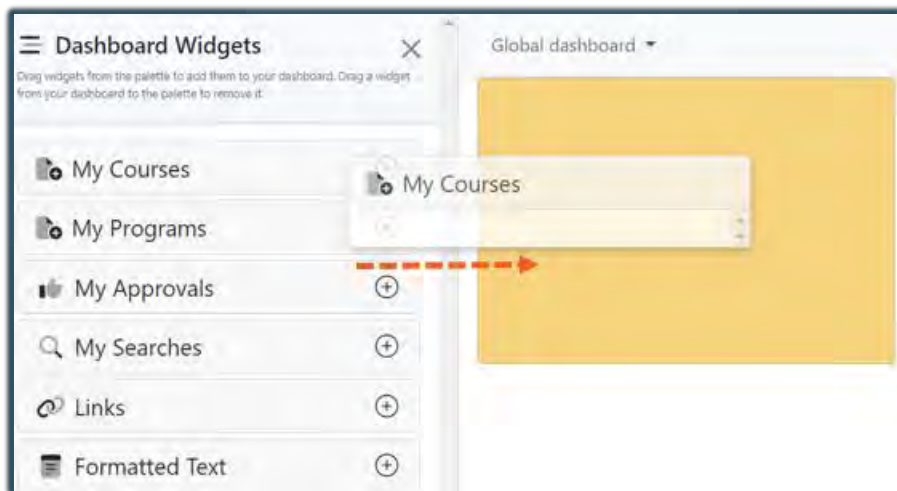 Dashboard Widgets
Drag widgets from the palette to add them to your dashboard. Drag a widget
from your dashboard to the palette to remove it
Global dashboard
My Courses
My Courses
My Programs
My Approvals
My Searches
Links
Formatted Text